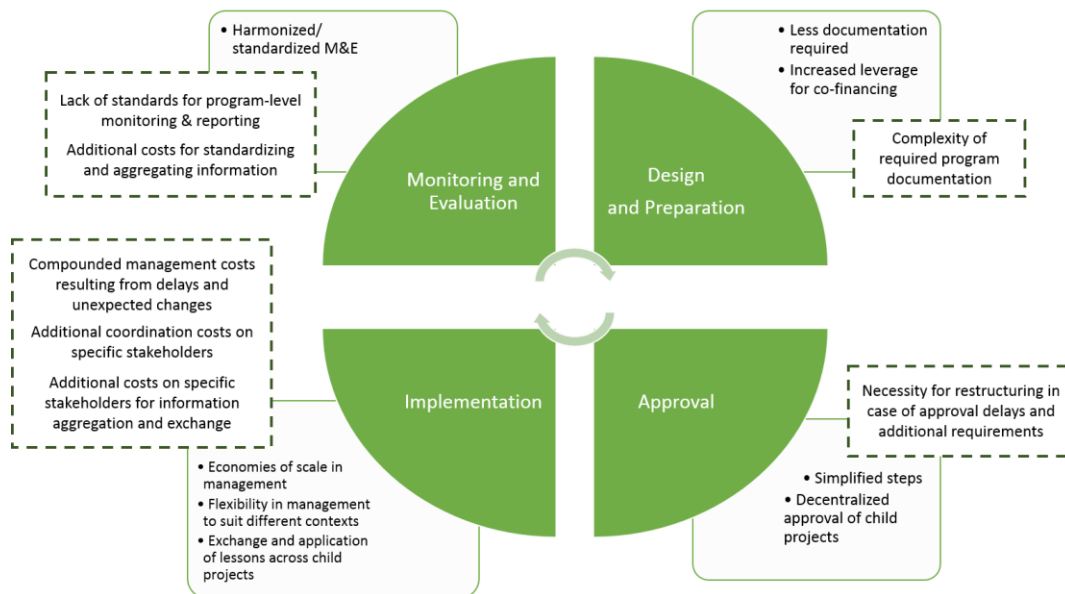 • Harmonized/
standardized M&E
Lack of standards for program-level
monitoring & reporting
Additional costs for standardizing
and aggregating information
Monitoring and
Evaluation
• Less documentation
required
• Increased leverage
for co-financing
Complexity of
required program
documentation
Design
and Preparation
Compounded management costs
resulting from delays and
unexpected changes
Additional coordination costs on
specific stakeholders
Additional costs on specific
stakeholders for information
aggregation and exchange
Implementation
• Economies of scale in
management
• Flexibility in management
to suit different contexts
• Exchange and application
of lessons across child
projects
Approval
Necessity for restructuring in
case of approval delays and
additional requirements
• Simplified steps
• Decentralized
approval of child
projects